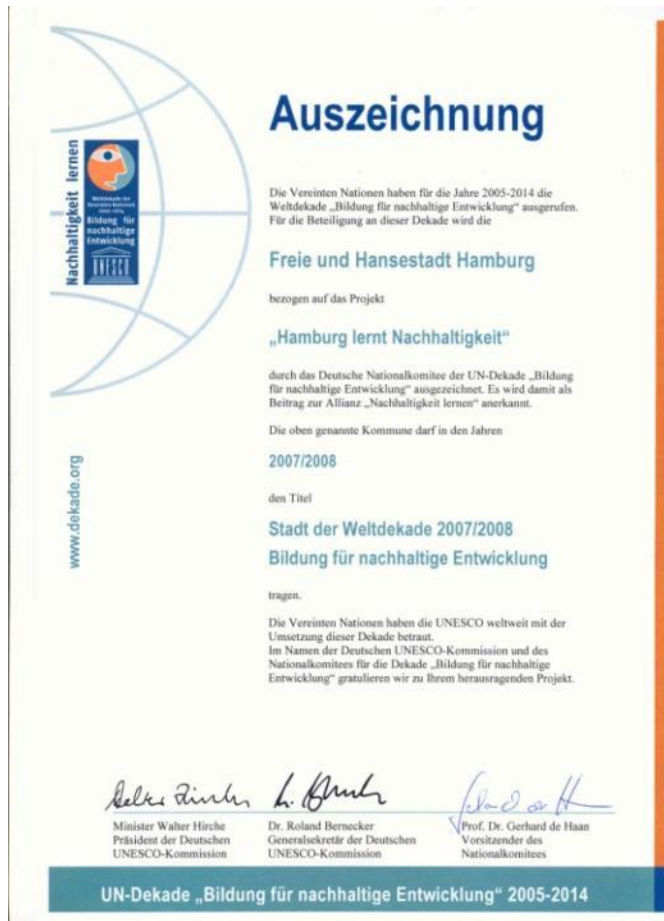 Auszeichnung
Nachhaltigkeit lernen
Weltdekade der
Vereinten Nationen
2005-2014
Bildung für
nachhaltige
Entwicklung
UNESCO
Die Vereinten Nationen haben für die Jahre 2005-2014 die
Weltdekade „Bildung für nachhaltige Entwicklung“ ausgerufen.
Für die Beteiligung an dieser Dekade wird die
Freie und Hansestadt Hamburg
bezogen auf das Projekt
„Hamburg lernt Nachhaltigkeit“
durch das Deutsche Nationalkomitee der UN-Dekade „Bildung
für nachhaltige Entwicklung“ ausgezeichnet. Es wird damit als
Beitrag zur Allianz „Nachhaltigkeit lernen“ anerkannt.
Die oben genannte Kommune darf in den Jahren
2007/2008
www.dekade.org
den Titel
Stadt der Weltdekade 2007/2008
Bildung für nachhaltige Entwicklung
tragen.
Die Vereinten Nationen haben die UNESCO weltweit mit der
Umsetzung dieser Dekade betraut.
Im Namen der Deutschen UNESCO-Kommission und des
Nationalkomitees für die Dekade „Bildung für nachhaltige
Entwicklung“ gratulieren wir zu Ihrem herausragenden Projekt.
Minister Walter Hirche
Präsident der Deutschen
UNESCO-Kommission
Dr. Roland Bernecker
Generalsekretär der Deutschen
UNESCO-Kommission
Prof. Dr. Gerhard de Haan
Vorsitzender des
Nationalkomitees
UN-Dekade „Bildung für nachhaltige Entwicklung“ 2005-2014